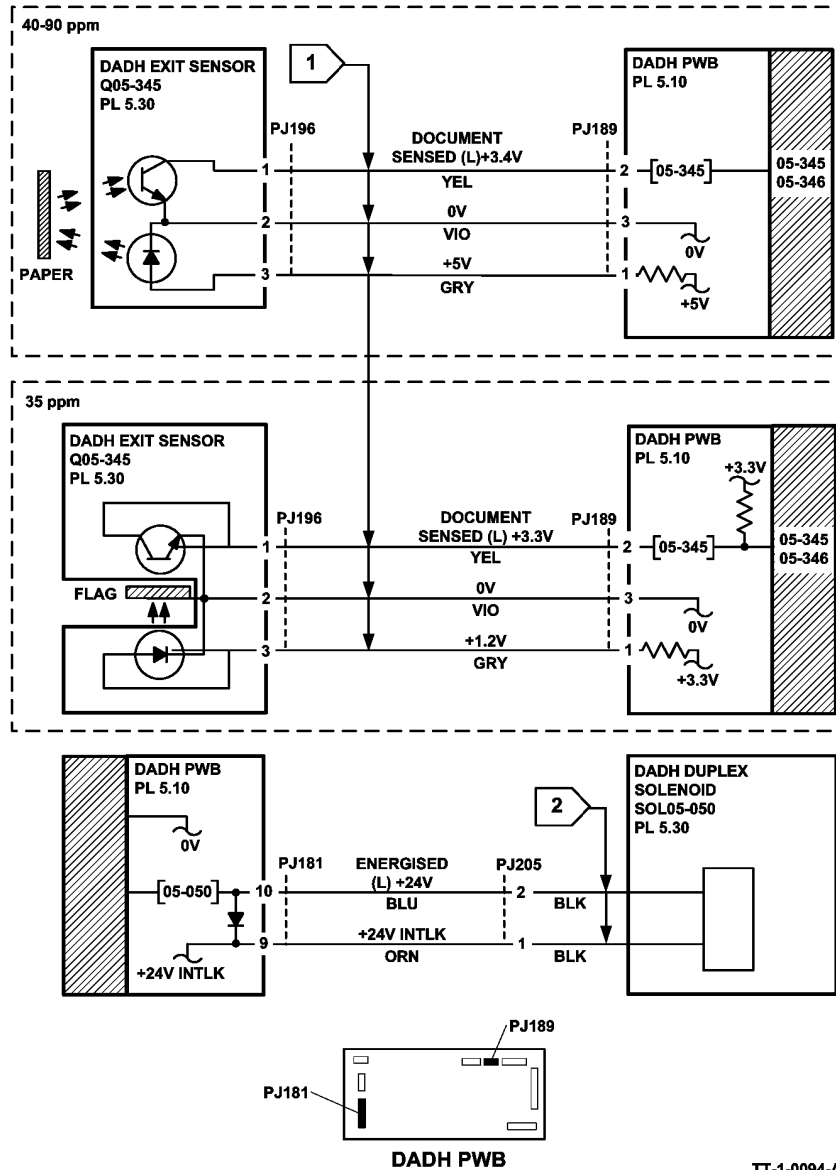 40-90 ppm
DADH EXIT SENSOR
Q05-345
PL 5.30
1
DADH PWB
PL 5.10
PJ196
PJ189
DOCUMENT
SENSED (L)+3.4V
1
YEL
2
[05-345]
05-345
05-346
2
0V
VIO
3
0V
3
+5V
GRY
1
+5V
PAPER
35 ppm
DADH EXIT SENSOR
Q05-345
PL 5.30
DADH PWB
PL 5.10
+3.3V
PJ196
PJ189
DOCUMENT
SENSED (L) +3.3V
1
YEL
2
[05-345]
05-345
05-346
FLAG
2
0V
VIO
3
0V
3
+1.2V
GRY
1
+3.3V
DADH PWB
PL 5.10
0V
2
DADH DUPLEX
SOLENOID
SOL05-050
PL 5.30
PJ181
PJ205
ENERGISED
(L) +24V
[05-050]
10
BLU
2
BLK
9
+24V INTLK
ORN
1
BLK
+24V INTLK
PJ189
PJ181
DADH PWB